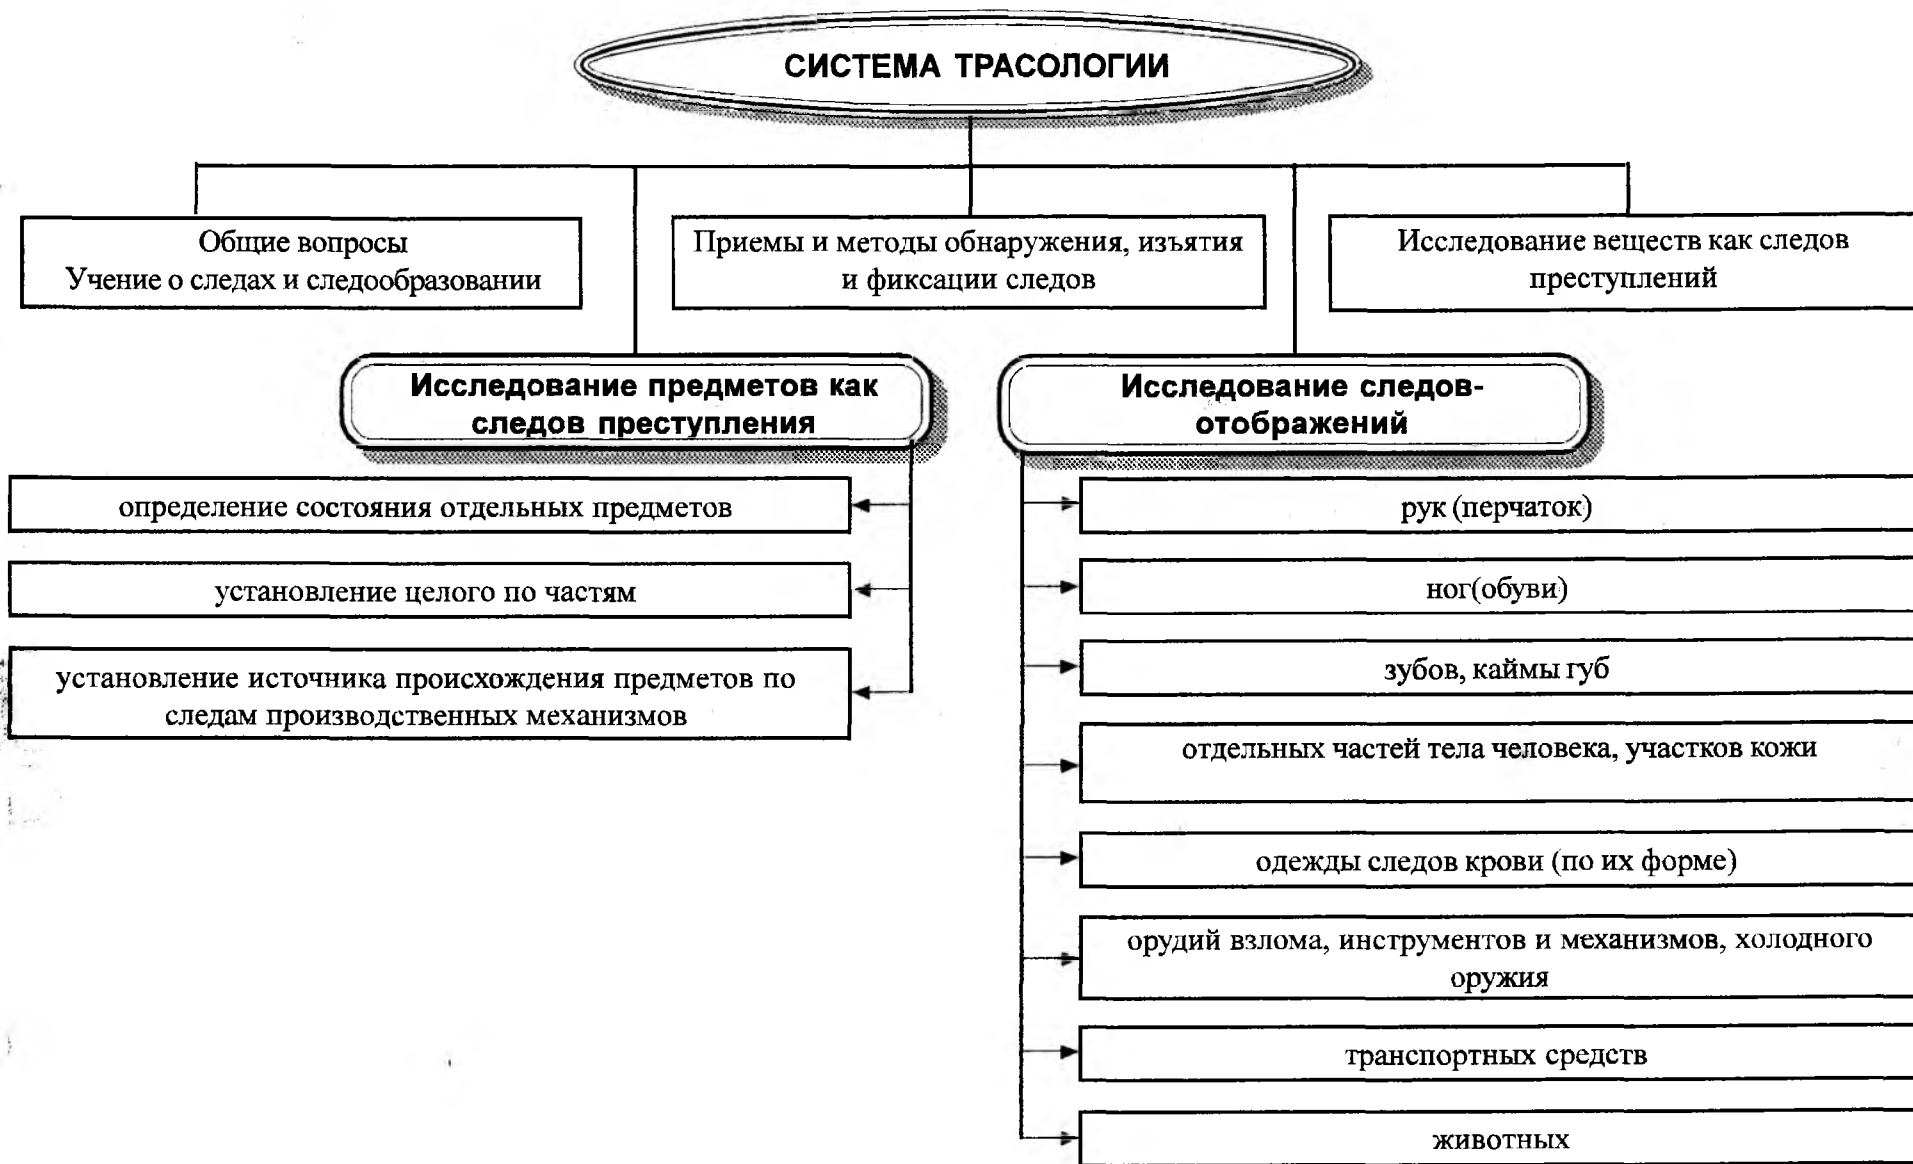 СИСТЕМА ТРАСОЛОГИИ
Общие вопросы
Учение о следах и следообразовании
Приемы и методы обнаружения, изъятия
и фиксации следов
Исследование веществ как следов
преступлений
Исследование предметов как
следов преступления
Исследование следов-
отображений
определение состояния отдельных предметов
установление целого по частям
установление источника происхождения предметов по
следам производственных механизмов
рук (перчаток)
ног(обуви)
зубов, каймы губ
отдельных частей тела человека, участков кожи
одежды следов крови (по их форме)
орудий взлома, инструментов и механизмов, холодного
оружия
транспортных средств
животных